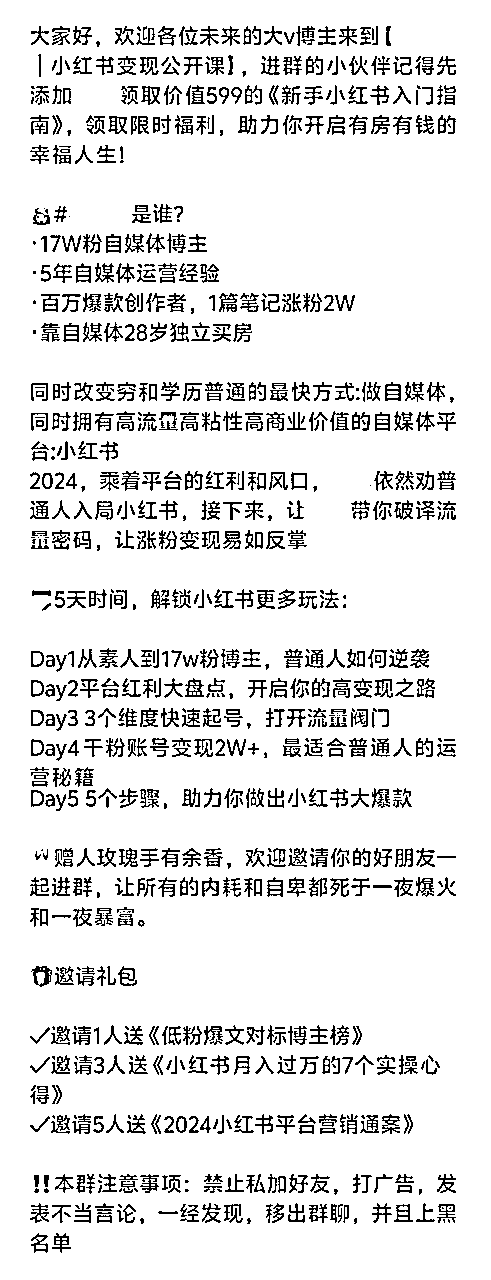 大家好，欢迎各位未来的大v博主来到【
｜小红书变现公开课】，进群的小伙伴记得先
添加 领取价值599的《新手小红书入门指
南》，领取限时福利，助力你开启有房有钱的
幸福人生！
# 是谁？
·17W粉自媒体博主
·5年自媒体运营经验
·百万爆款创作者，1篇笔记涨粉2W
·靠自媒体28岁独立买房
同时改变穷和学历普通的最快方式:做自媒体，
同时拥有高流量高粘性高商业价值的自媒体平
台:小红书
2024，乘着平台的红利和风口， 依然劝普
通人入局小红书，接下来，让 带你破译流
量密码，让涨粉变现易如反掌
5天时间，解锁小红书更多玩法：
Day1从素人到17w粉博主，普通人如何逆袭
Day2平台红利大盘点，开启你的高变现之路
Day3 3个维度快速起号，打开流量阀门
Day4 千粉账号变现2W+，最适合普通人的运
营秘籍
Day5 5个步骤，助力你做出小红书大爆款
赠人玫瑰手有余香，欢迎邀请你的好朋友一
起进群，让所有的内耗和自卑都死于一夜爆火
和一夜暴富。
邀请礼包
✓邀请1人送《低粉爆文对标博主榜》
✓邀请3人送《小红书月入过万的7个实操心
得》
✓邀请5人送《2024小红书平台营销通案》
‼本群注意事项：禁止私加好友，打广告，发
表不当言论，一经发现，移出群聊，并且上黑
名单